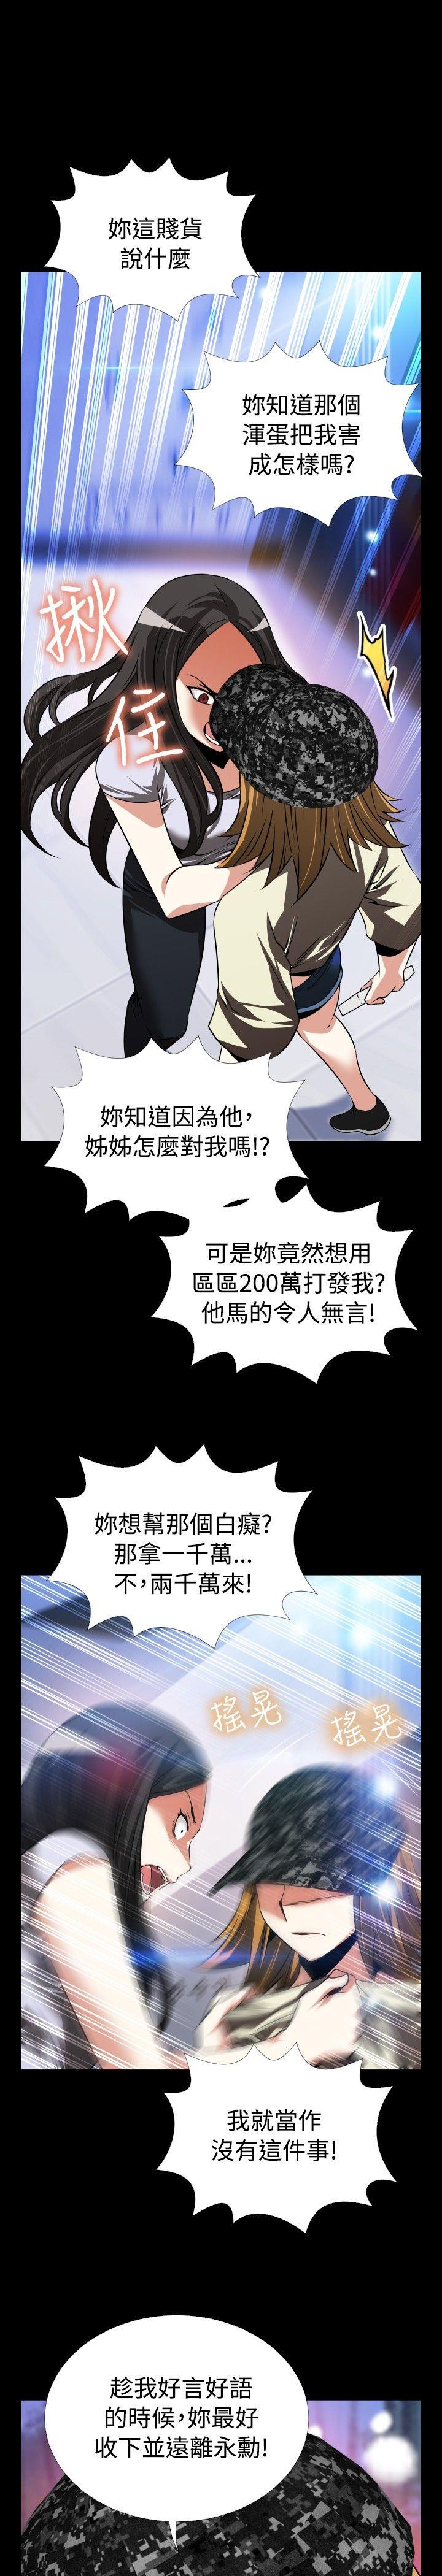 妳這賤貨
說什麼
妳知道那個
渾蛋把我害
成怎樣嗎?
揪
住
妳知道因為他,
姊姊怎麼對我嗎!?
可是妳竟然想用
區區200萬打發我?
他馬的令人無言!
妳想幫那個白癡?
那拿一千萬...
不,兩千萬來!
搖晃
搖晃
我就當作
沒有這件事!
趁我好言好語
的時候,妳最好
收下並遠離永勳!